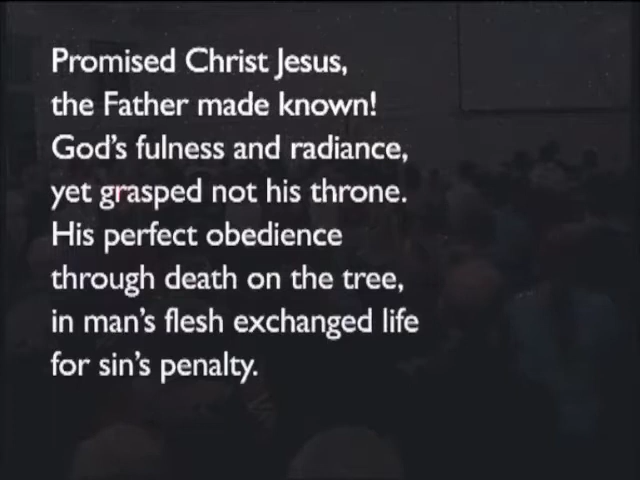 Promised Christ Jesus,
the Father made known!
God's fulness and radiance,
yet grasped not his throne.
His perfect obedience
through death on the tree,
in man's flesh exchanged life
for sin's penalty.